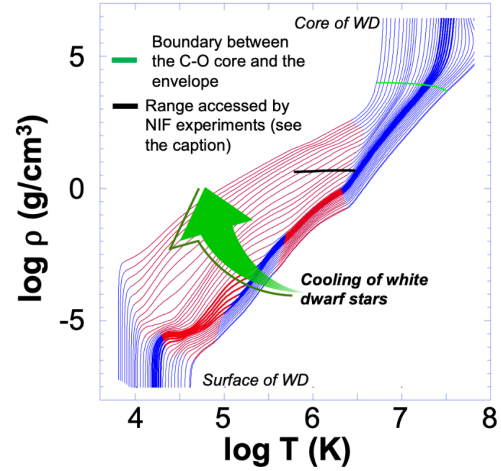 Core of WD
Boundary between
the C-O core and the
envelope
Range accessed by
NIF experiments (see
the caption)
5
0
-5
log ρ (g/cm³)
Cooling of white
dwarf stars
Surface of WD
4
5
6
7
8
log T (K)